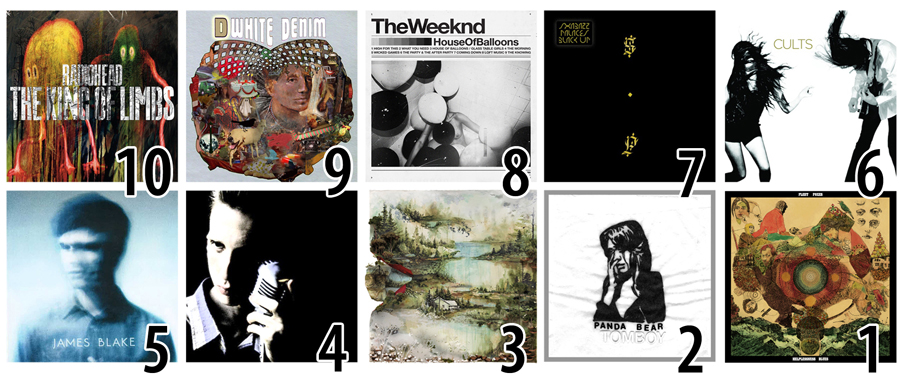 RADIOHEAD
THE KING OF LIMBS
10
D WHITE DENIM
9
TheWeeknd
HouseOfBalloons
8
SHABAZZ
PALACES
BLACK UP
7
CULTS
6
JAMES BLAKE
5
4
3
PANDA BEAR
TOMBOY
2
FLEET FOXES
HELPLESSNESS BLUES
1